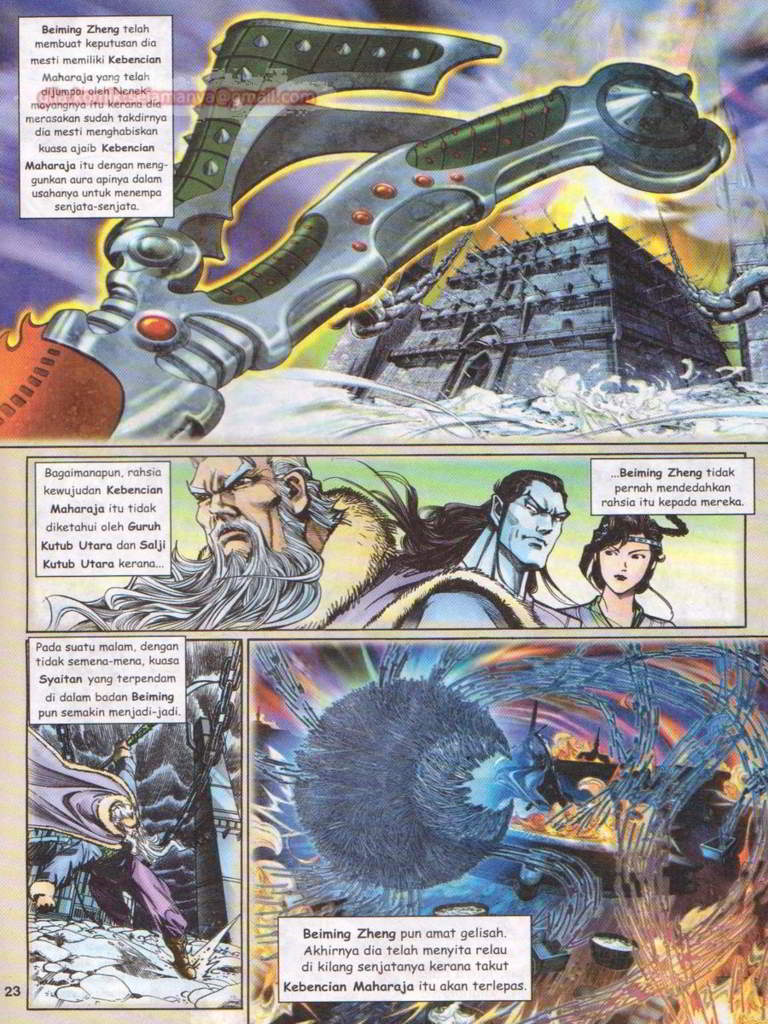 Beiming Zheng telah
membuat keputusan dia
mesti memiliki Kebencian
Maharaja yang telah
dijumpai oleh Nenek
moyangnya itu kerana dia
merasakan sudah takdirnya
dia mesti menghabiskan
kuasa ajaib Kebencian
Maharaja itu dengan meng-
gunkan aura apinya dalam
usahanya untuk menempa
senjata-senjata.
Bagaimanapun, rahsia
kewujudan Kebencian
Maharaja itu tidak
diketahui oleh Guruh
Kutub Utara dan Salji
Kutub Utara kerana...
...Beiming Zheng tidak
pernah mendedahkan
rahsia itu kepada mereka.
Pada suatu malam, dengan
tidak semena-mena, kuasa
Syaitan yang terpendam
di dalam badan Beiming
pun semakin menjadi-jadi.
Beiming Zheng pun amat gelisah.
Akhirnya dia telah menyita relau
di kilang senjatanya kerana takut
Kebencian Maharaja itu akan terlepas.
23